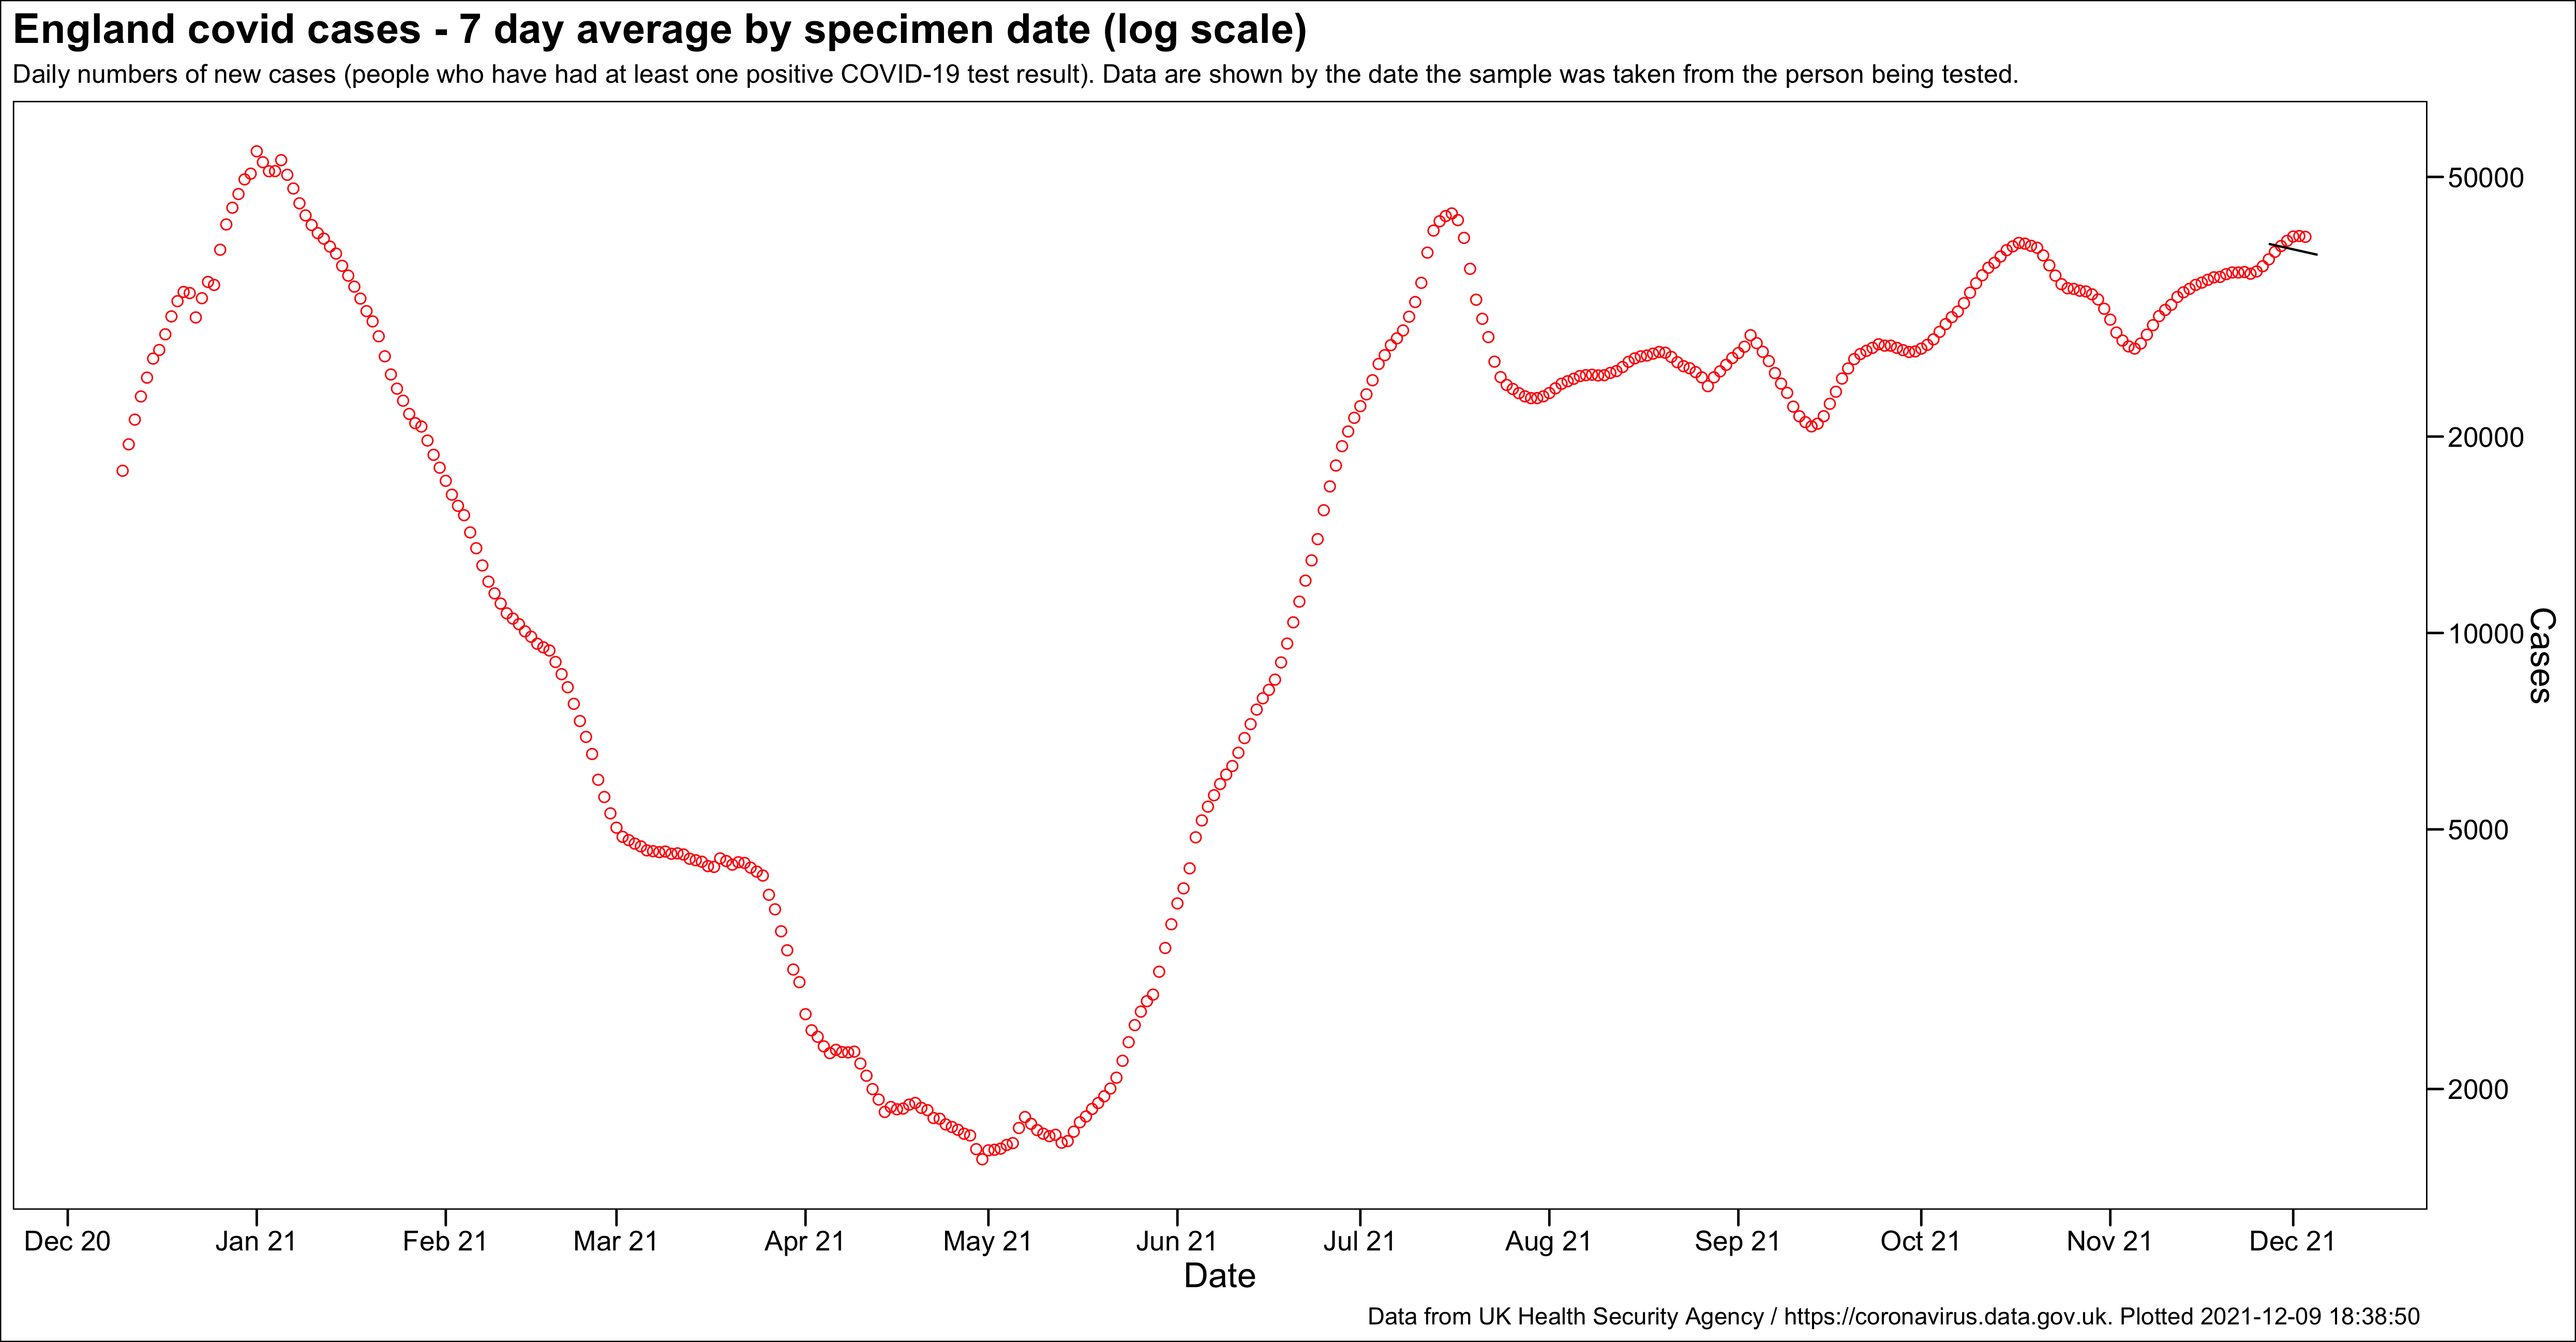 England covid cases - 7 day average by specimen date (log scale)
Daily numbers of new cases (people who have had at least one positive COVID-19 test result). Data are shown by the date the sample was taken from the person being tested.
50000
20000
10000
5000
2000
Cases
Dec 20 Jan 21 Feb 21 Mar 21 Apr 21 May 21 Jun 21 Jul 21 Aug 21 Sep 21 Oct 21 Nov 21 Dec 21
Date
Data from UK Health Security Agency / https://coronavirus.data.gov.uk. Plotted 2021-12-09 18:38:50